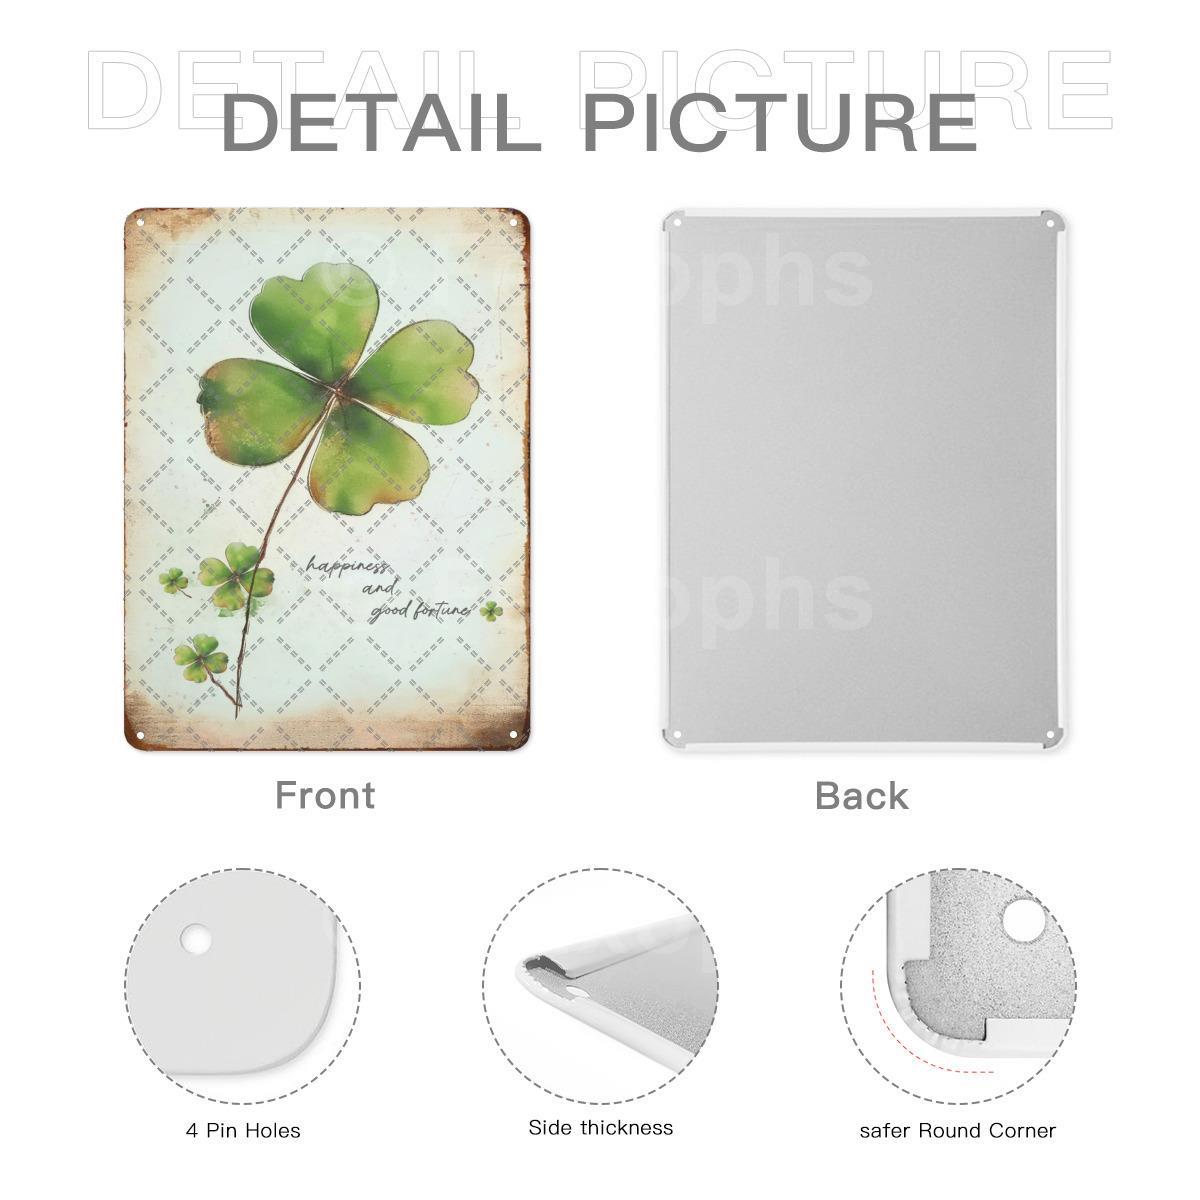 DETAIL PICTURE
DETAIL PICTURE
happiness
and
good fortune
Front
Back
4 Pin Holes
Side thickness
safer Round Corner